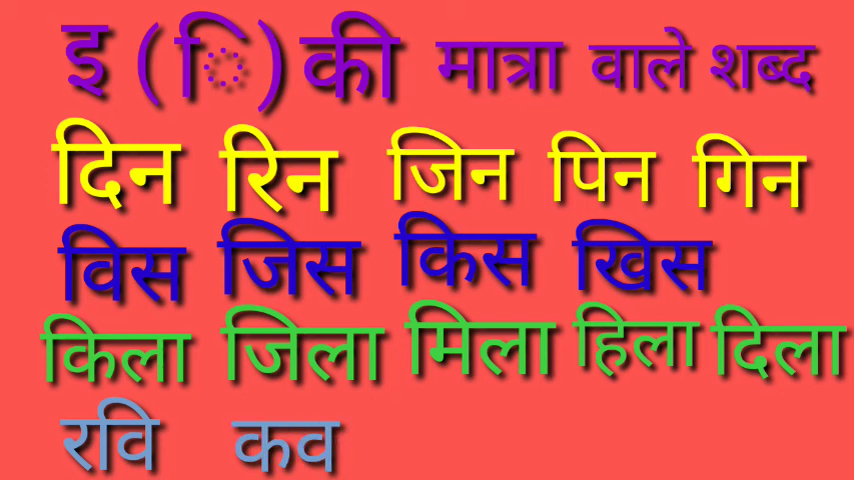 इ (ि) की मात्रा वाले शब्द
दिन रिन जिन पिन गिन
विस जिस किस खिस
किला जिला मिला हिला दिला
रवि कव